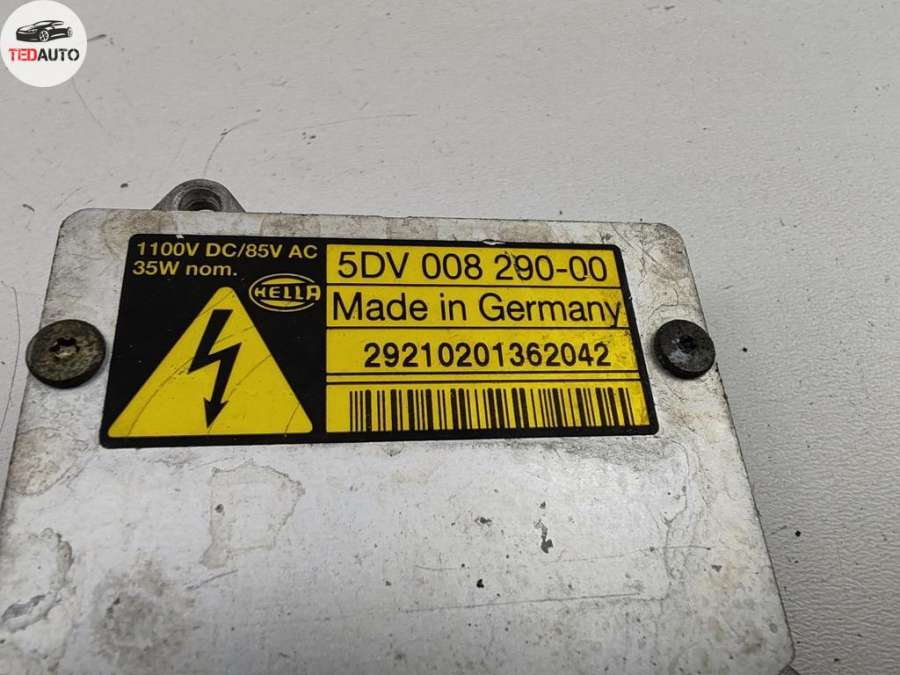 TEDAUTO
1100V DC/85V AC
35W nom.
HELLA
5DV 008 290-00
Made in Germany
29210201362042